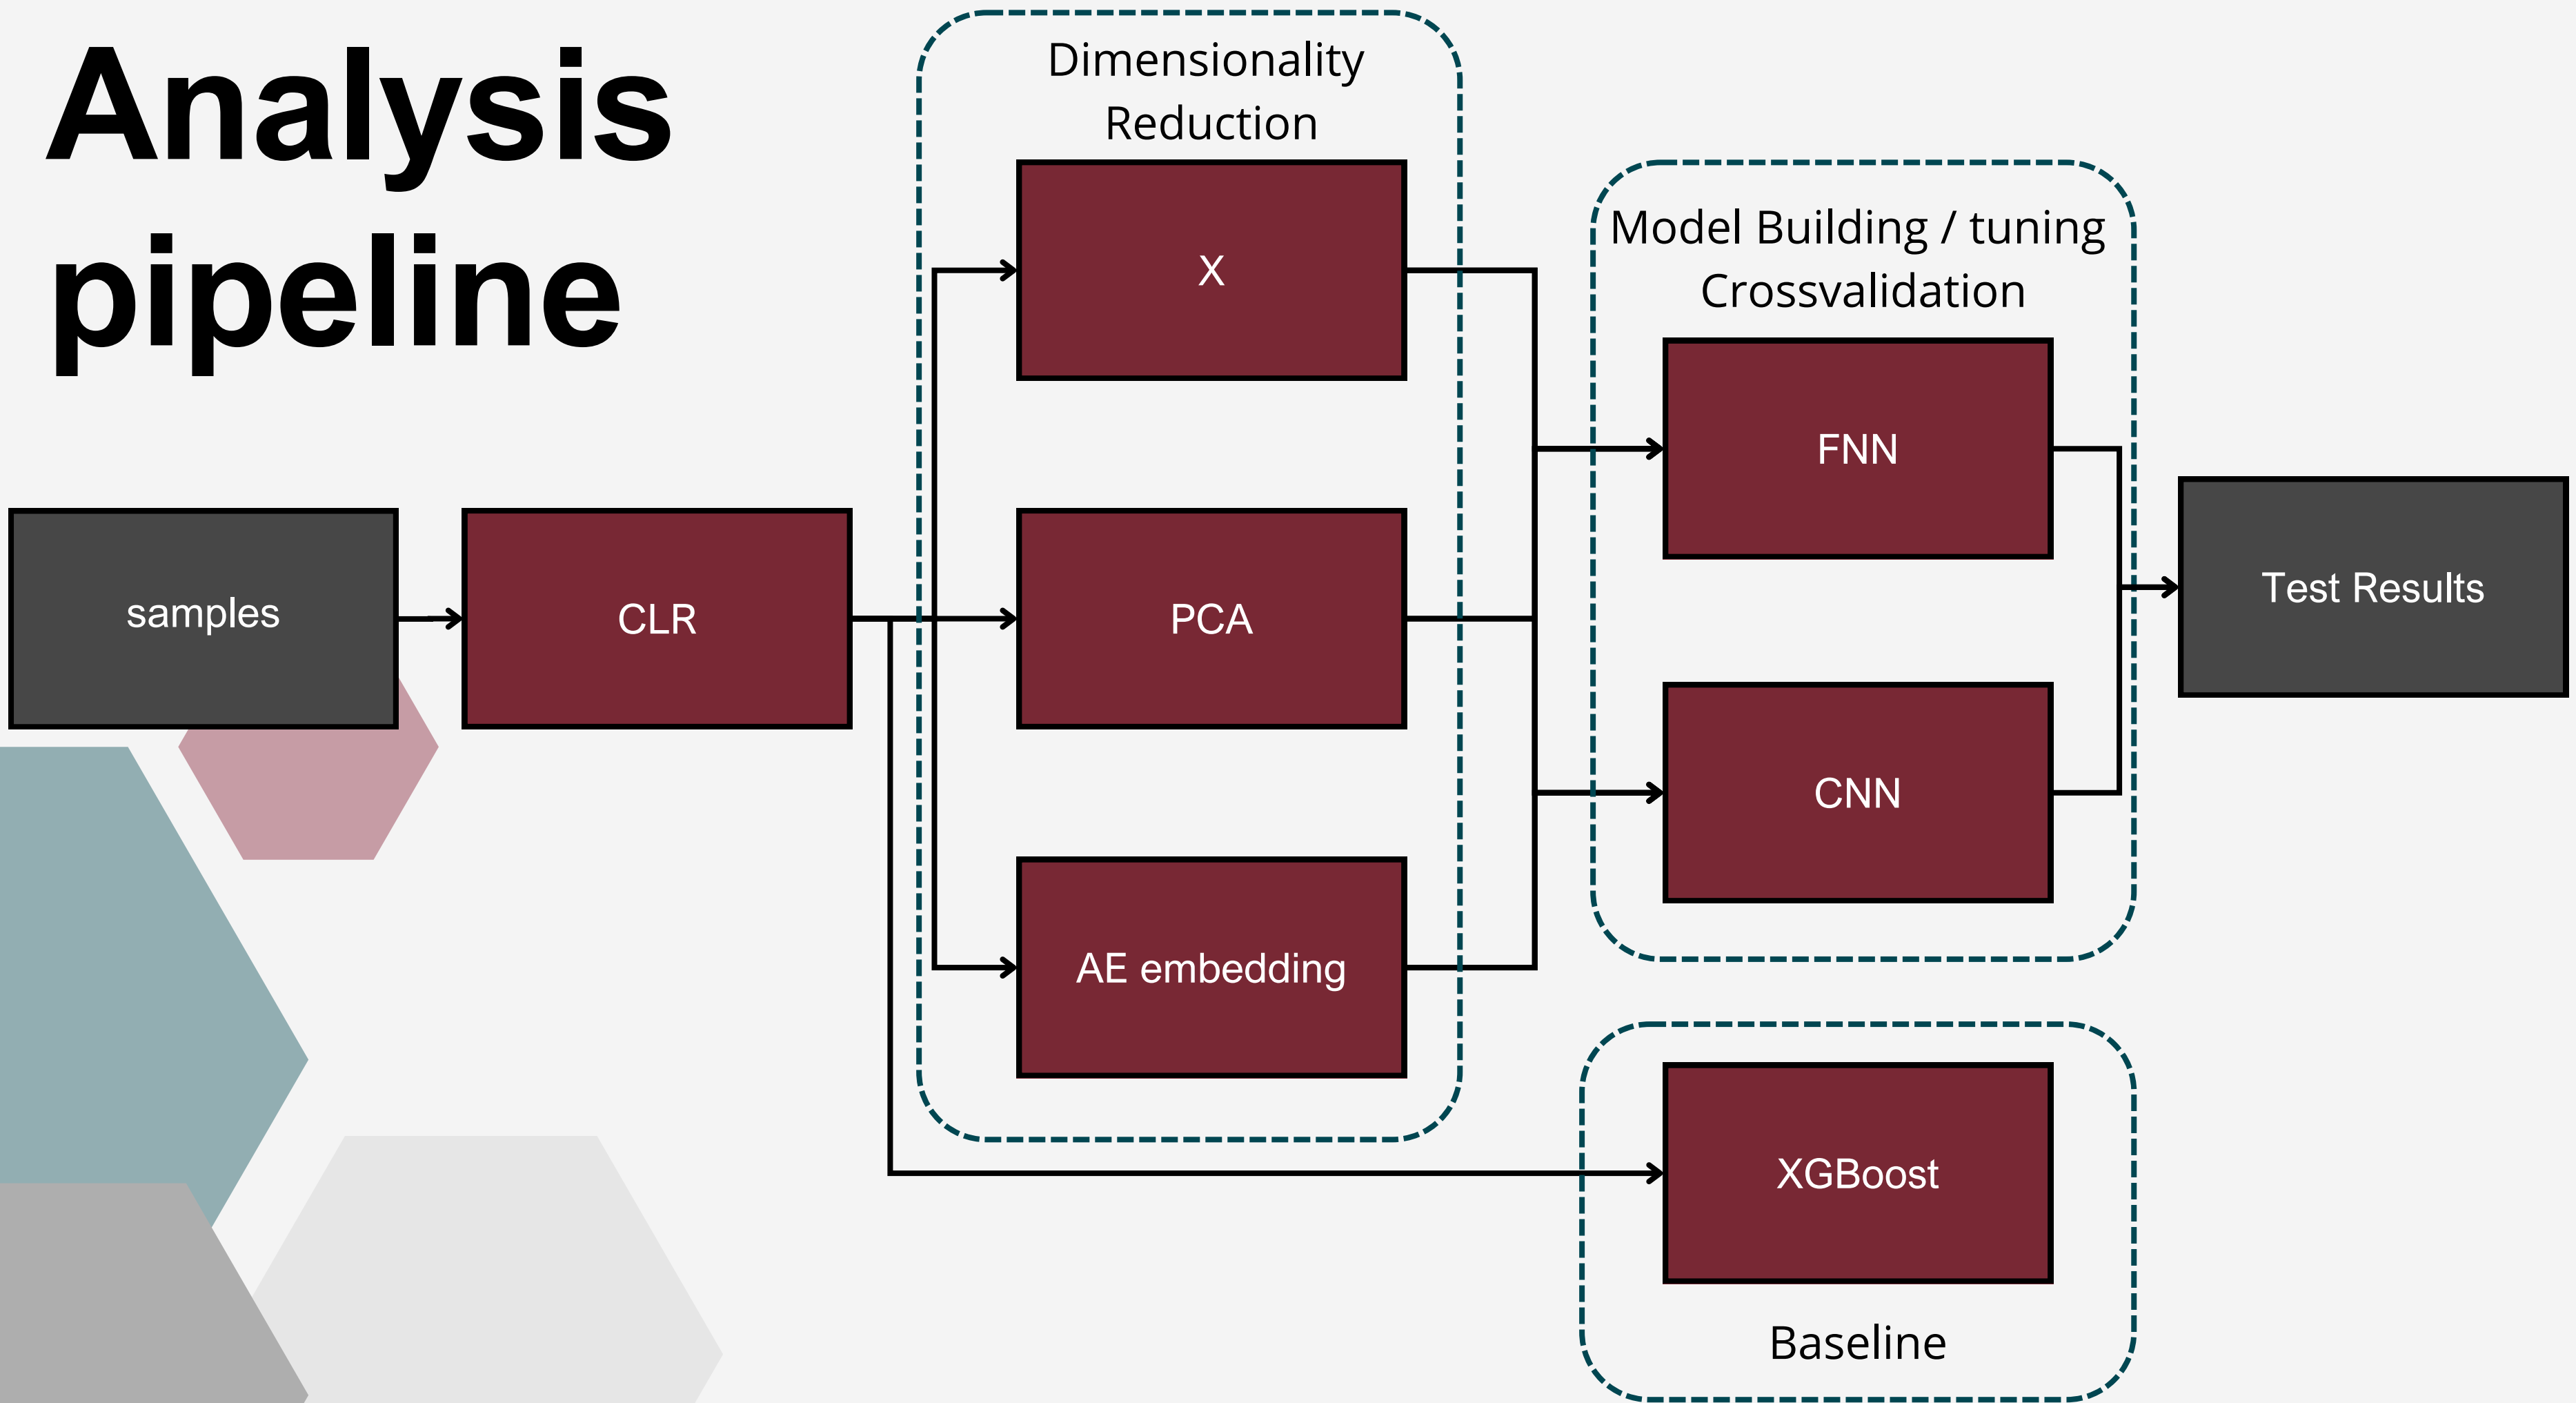 Analysis
pipeline
Dimensionality
Reduction
X
Model Building / tuning
Crossvalidation
FNN
samples
CLR
PCA
Test Results
CNN
AE embedding
XGBoost
Baseline